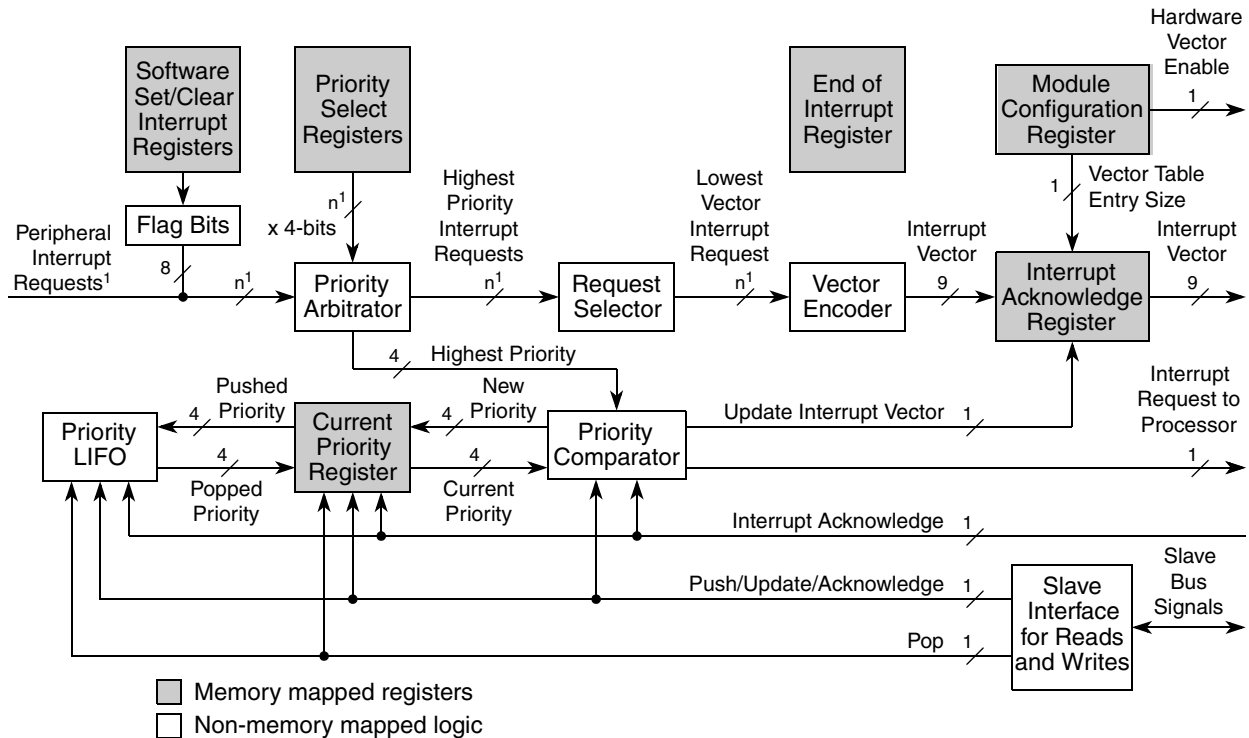 Software
Set/Clear
Interrupt
Registers
Priority
Select
Registers
End of
Interrupt
Register
Module
Configuration
Register
Hardware
Vector
Enable
1
Flag Bits
8
Peripheral
Interrupt
Requests¹
n¹
n¹
x 4-bits
Priority
Arbitrator
Highest
Priority
Interrupt
Requests
n¹
Request
Selector
Lowest
Vector
Interrupt
Request
n¹
Vector
Encoder
Interrupt
Vector
9
1
Vector Table
Entry Size
Interrupt
Acknowledge
Register
Interrupt
Vector
9
4
Highest Priority
Priority
LIFO
Pushed
Priority
4
4
Popped
Priority
Current
Priority
Register
New
Priority
4
4
Current
Priority
Priority
Comparator
Update Interrupt Vector
1
Interrupt
Request to
Processor
1
Interrupt Acknowledge
1
Push/Update/Acknowledge
1
Pop
1
Slave
Interface
for Reads
and Writes
Slave
Bus
Signals
Memory mapped registers
Non-memory mapped logic